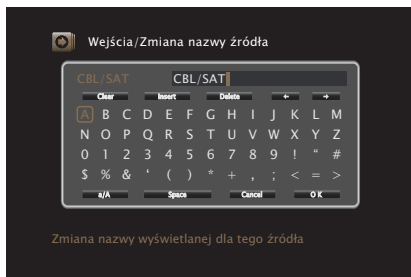 Wejścia/Zmiana nazwy źródła
CBL/SAT CBL/SAT
Clear Insert Delete ← →
A B C D E F G H I J K L M
N O P Q R S T U V W X Y Z
0 1 2 3 4 5 6 7 8 9 ! “ #
$ % & ‘ ( ) * + , ; < = >
a/A Space Cancel OK
Zmiana nazwy wyświetlanej dla tego źródła